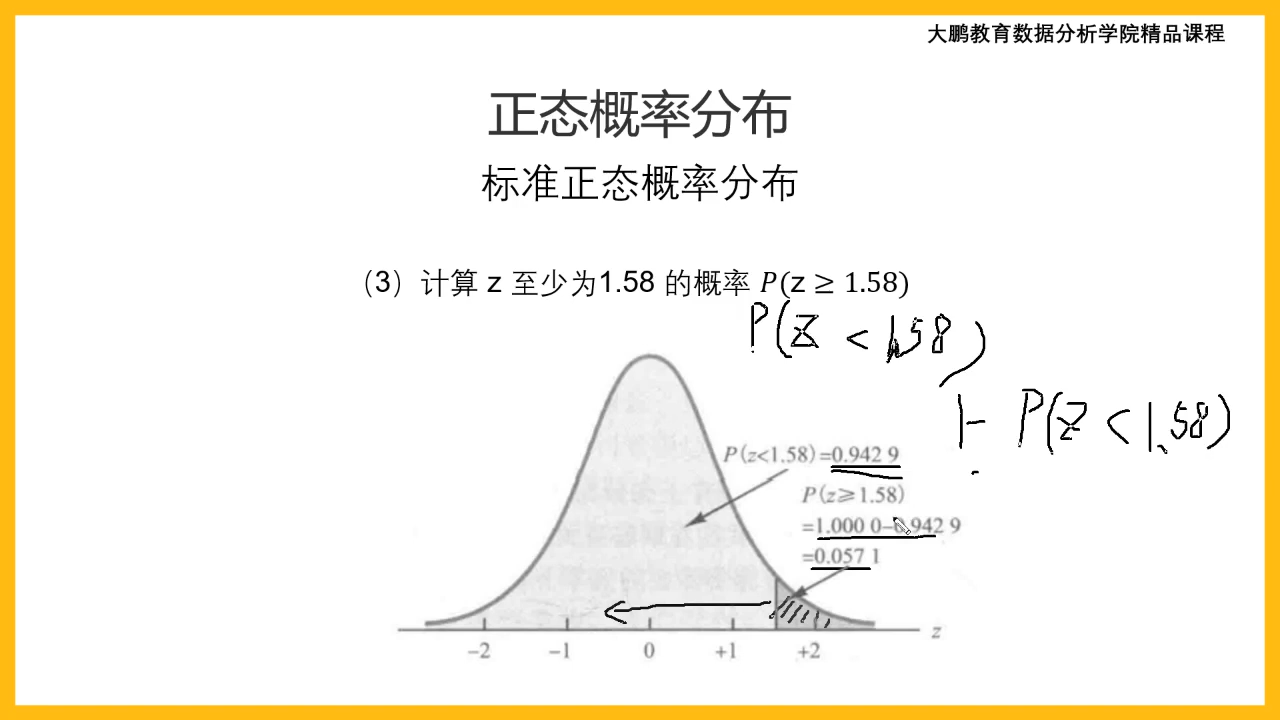 大鹏教育数据分析学院精品课程
正态概率分布
标准正态概率分布
（3）计算 z 至少为1.58 的概率 P(z ≥ 1.58)
P(Z < 1.58)
1- P(Z < 1.58)
P(z<1.58)=0.942 9
P(z≥1.58)
=1.000 0-0.942 9
=0.057 1
-2 -1 0 +1 +2 z